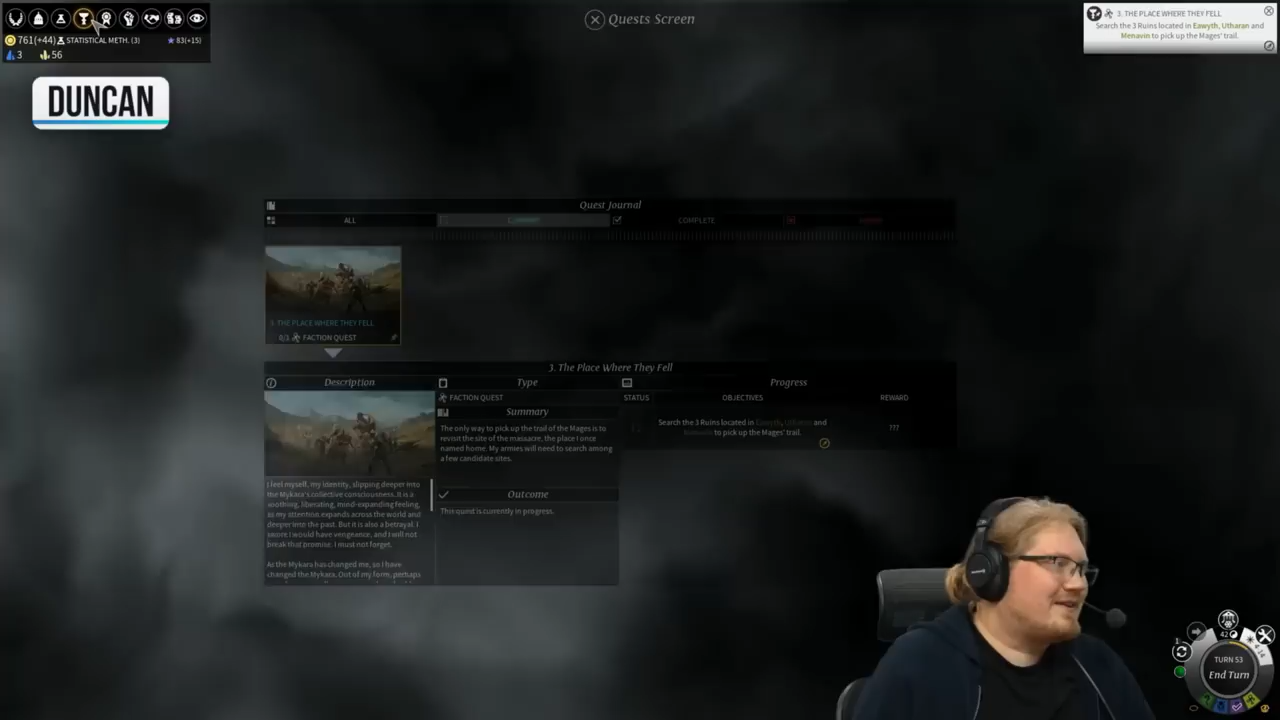 Quests Screen
761(+44) STATISTICAL METH. (3) 83(+15)
3 56
DUNCAN
3. THE PLACE WHERE THEY FELL
Search the 3 Ruins located in Eawyth, Utharan and
Menavin to pick up the Mages' trail.
Quest Journal
ALL
COMPLETE
3. THE PLACE WHERE THEY FELL
0/1 FACTION QUEST
3. The Place Where They Fell
Description
Type
Progress
FACTION QUEST
STATUS
OBJECTIVES
REWARD
Summary
The only way to pick up the trail of the Mages is to
revisit the site of the massacre, the place I once
named home. My armies will need to search among
a few candidate sites.
Search the 3 Ruins located in Eawyth, Utharan and
Menavin to pick up the Mages' trail.
???
Outcome
This quest is currently in progress.
I feel myself, my identity, slipping deeper into
the Mykara's collective consciousness. It is a
soothing, liberating, mind-expanding feeling,
as my attention expands across the world and
deeper into the past. But it is also a betrayal. I
swore I would have vengeance, and I will not
break that promise. I must not forget.
As the Mykara has changed me, so I have
changed the Mykara. Out of my form, perhaps
42
1
TURN 53
End Turn